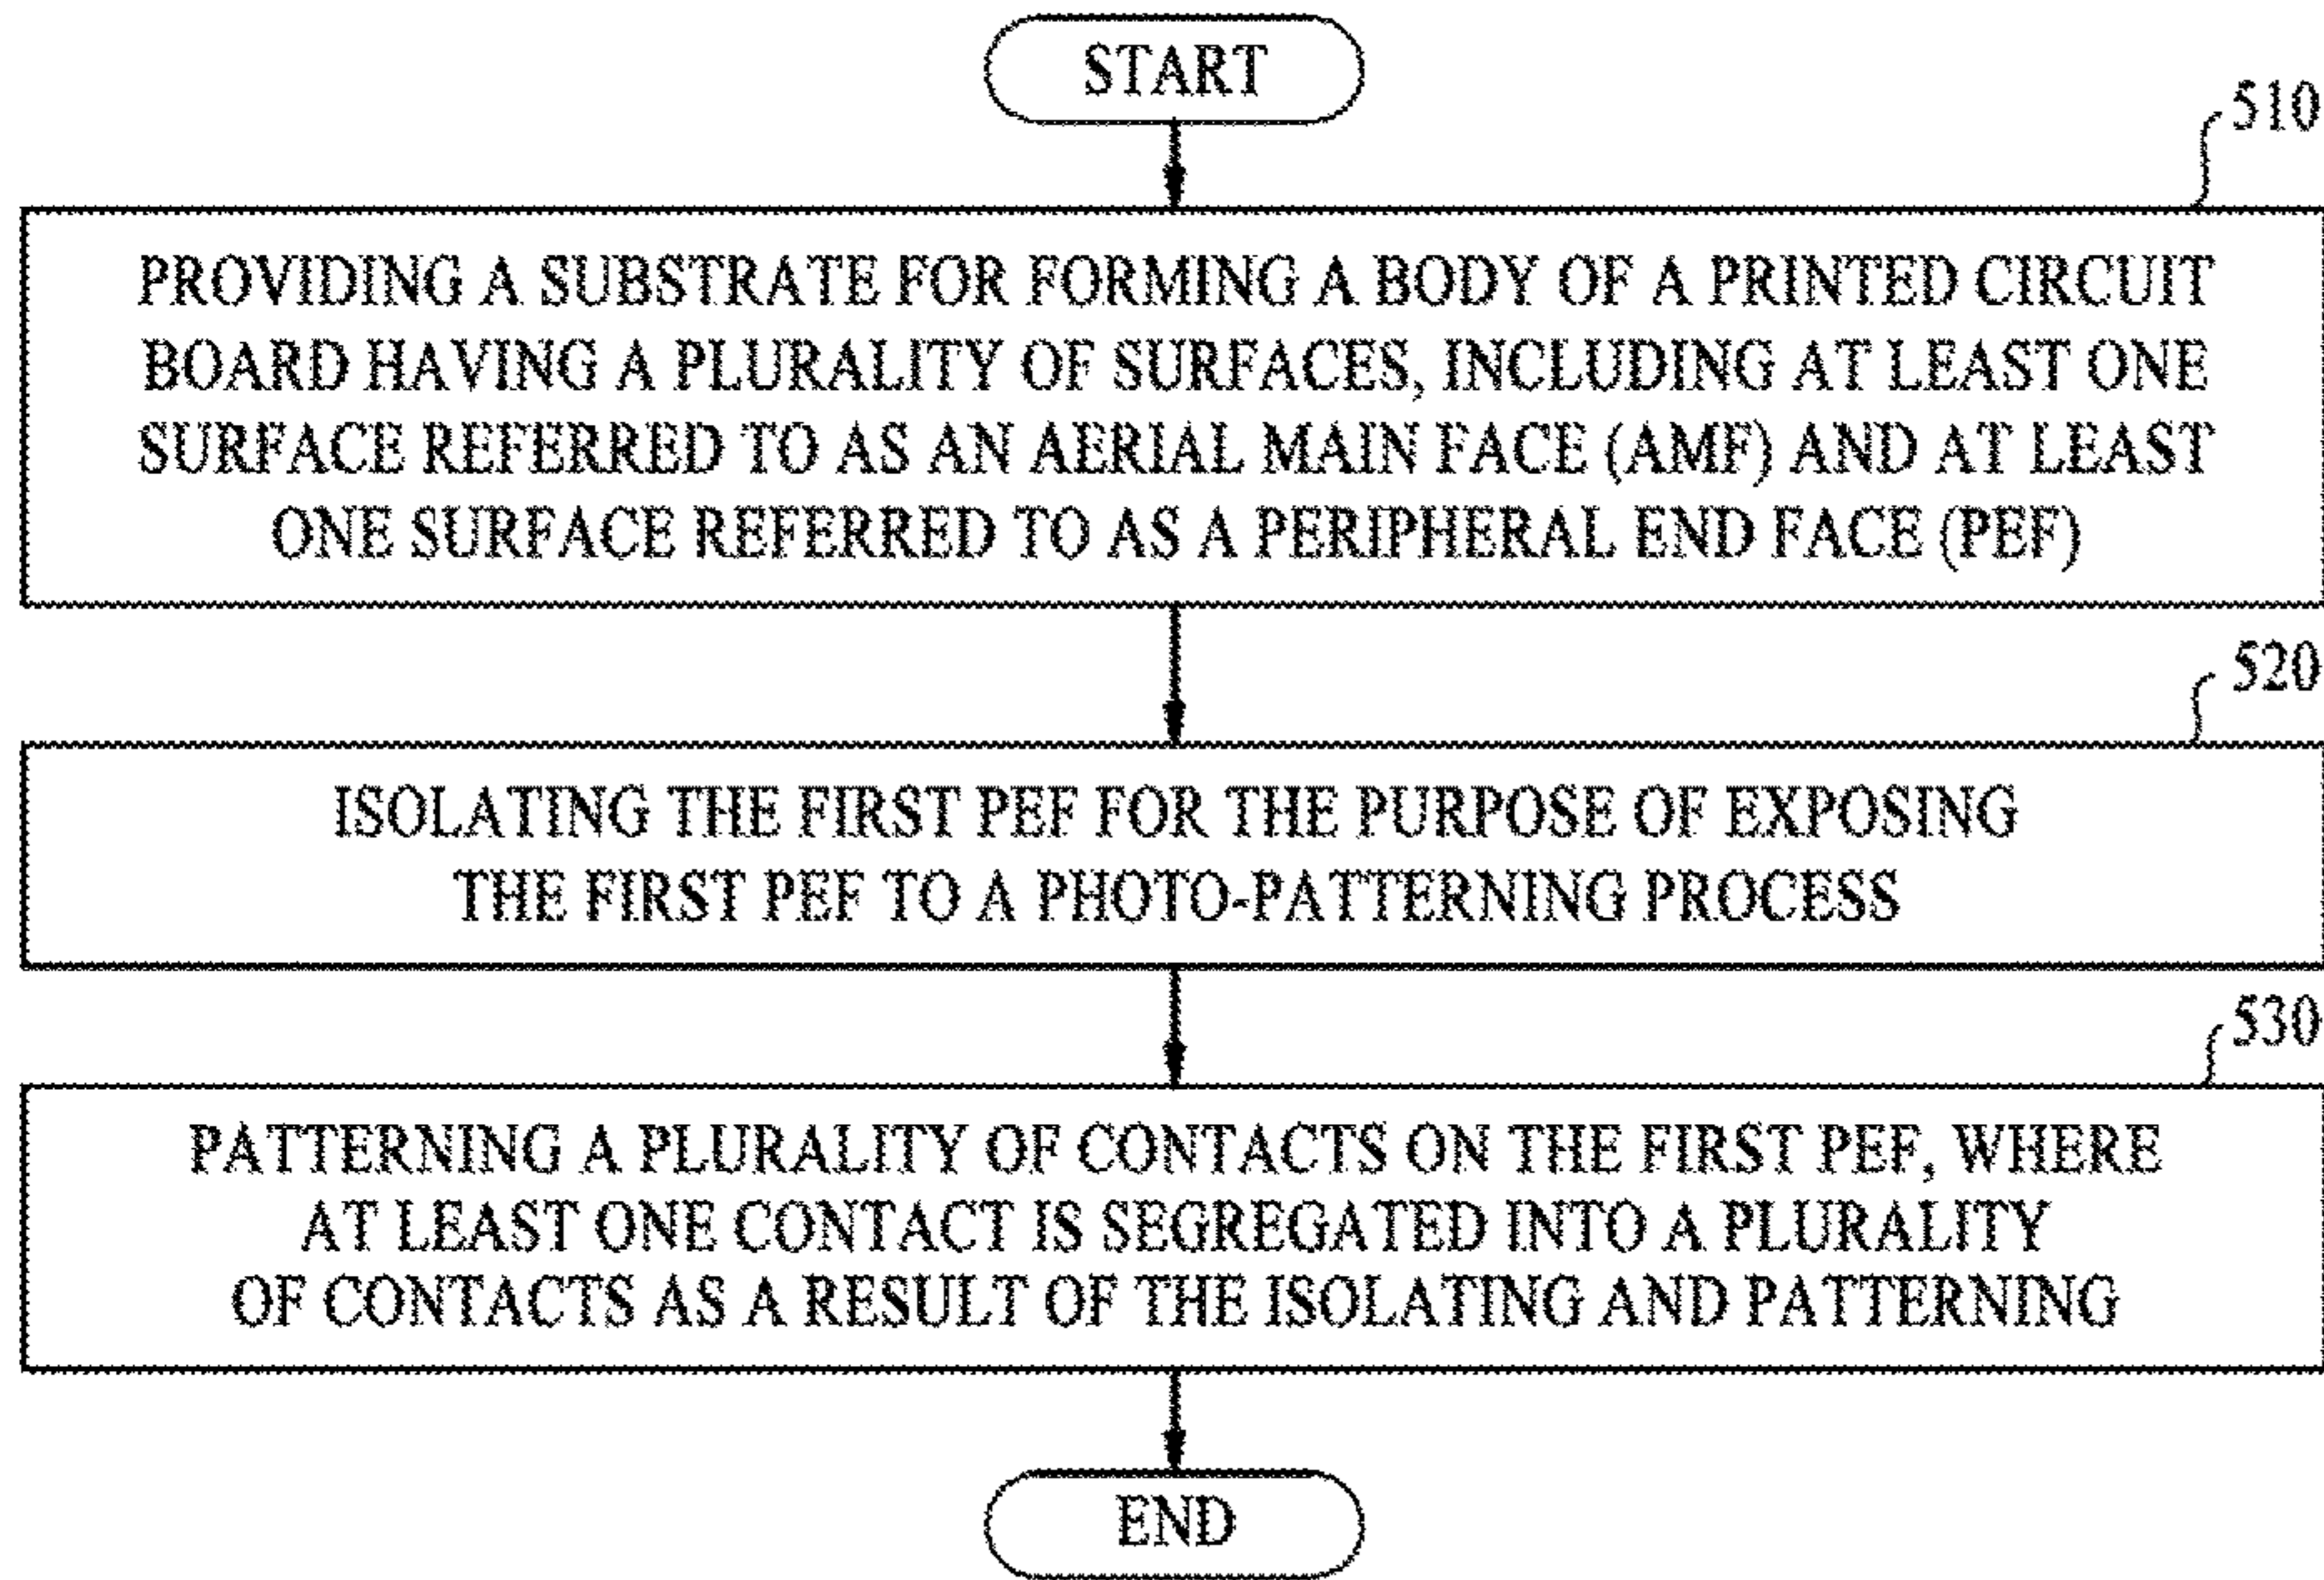 START
510
PROVIDING A SUBSTRATE FOR FORMING A BODY OF A PRINTED CIRCUIT
BOARD HAVING A PLURALITY OF SURFACES, INCLUDING AT LEAST ONE
SURFACE REFERRED TO AS AN AERIAL MAIN FACE (AMF) AND AT LEAST
ONE SURFACE REFERRED TO AS A PERIPHERAL END FACE (PEF)
520
ISOLATING THE FIRST PEF FOR THE PURPOSE OF EXPOSING
THE FIRST PEF TO A PHOTO-PATTERNING PROCESS
530
PATTERNING A PLURALITY OF CONTACTS ON THE FIRST PEF, WHERE
AT LEAST ONE CONTACT IS SEGREGATED INTO A PLURALITY
OF CONTACTS AS A RESULT OF THE ISOLATING AND PATTERNING
END